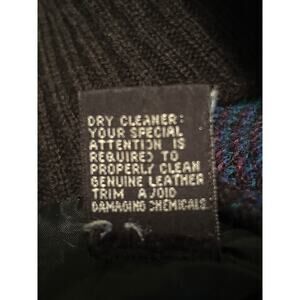 DRY CLEANER:
YOUR SPECIAL
ATTENTION IS
REQUIRED TO
PROPERLY CLEAN
GENUINE LEATHER
TRIM AVOID
DAMAGING CHEMICALS